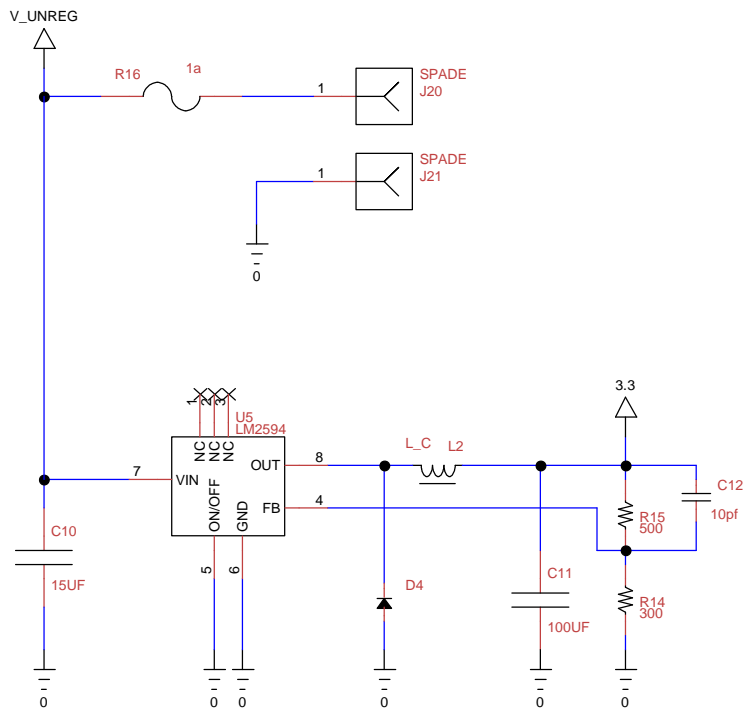 V_UNREG
R16
1a
1
SPADE
J20
1
SPADE
J21
0
3.3
1
2
3
U5
LM2594
NC
NC
NC
7
VIN
OUT
8
FB
4
ON/OFF
GND
5
6
L_C
L2
C12
10pf
R15
500
C10
15UF
D4
C11
100UF
R14
300
0
0
0
0
0
0